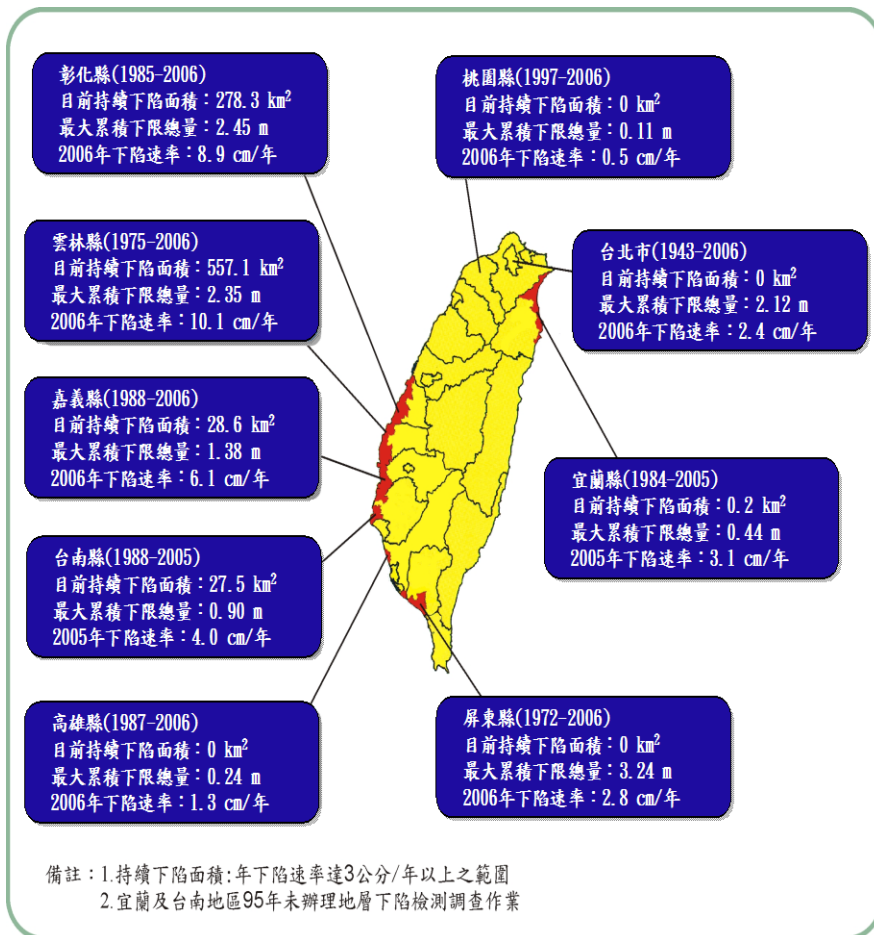 彰化縣(1985-2006)
目前持續下陷面積：278.3 km²
最大累積下限總量：2.45 m
2006年下陷速率：8.9 cm/年
桃園縣(1997-2006)
目前持續下陷面積：0 km²
最大累積下限總量：0.11 m
2006年下陷速率：0.5 cm/年
雲林縣(1975-2006)
目前持續下陷面積：557.1 km²
最大累積下限總量：2.35 m
2006年下陷速率：10.1 cm/年
台北市(1943-2006)
目前持續下陷面積：0 km²
最大累積下限總量：2.12 m
2006年下陷速率：2.4 cm/年
嘉義縣(1988-2006)
目前持續下陷面積：28.6 km²
最大累積下限總量：1.38 m
2006年下陷速率：6.1 cm/年
宜蘭縣(1984-2005)
目前持續下陷面積：0.2 km²
最大累積下限總量：0.44 m
2005年下陷速率：3.1 cm/年
台南縣(1988-2005)
目前持續下陷面積：27.5 km²
最大累積下限總量：0.90 m
2005年下陷速率：4.0 cm/年
高雄縣(1987-2006)
目前持續下陷面積：0 km²
最大累積下限總量：0.24 m
2006年下陷速率：1.3 cm/年
屏東縣(1972-2006)
目前持續下陷面積：0 km²
最大累積下限總量：3.24 m
2006年下陷速率：2.8 cm/年
備註：1.持續下陷面積:年下陷速率達3公分/年以上之範圍
2.宜蘭及台南地區95年未辦理地層下陷檢測調查作業